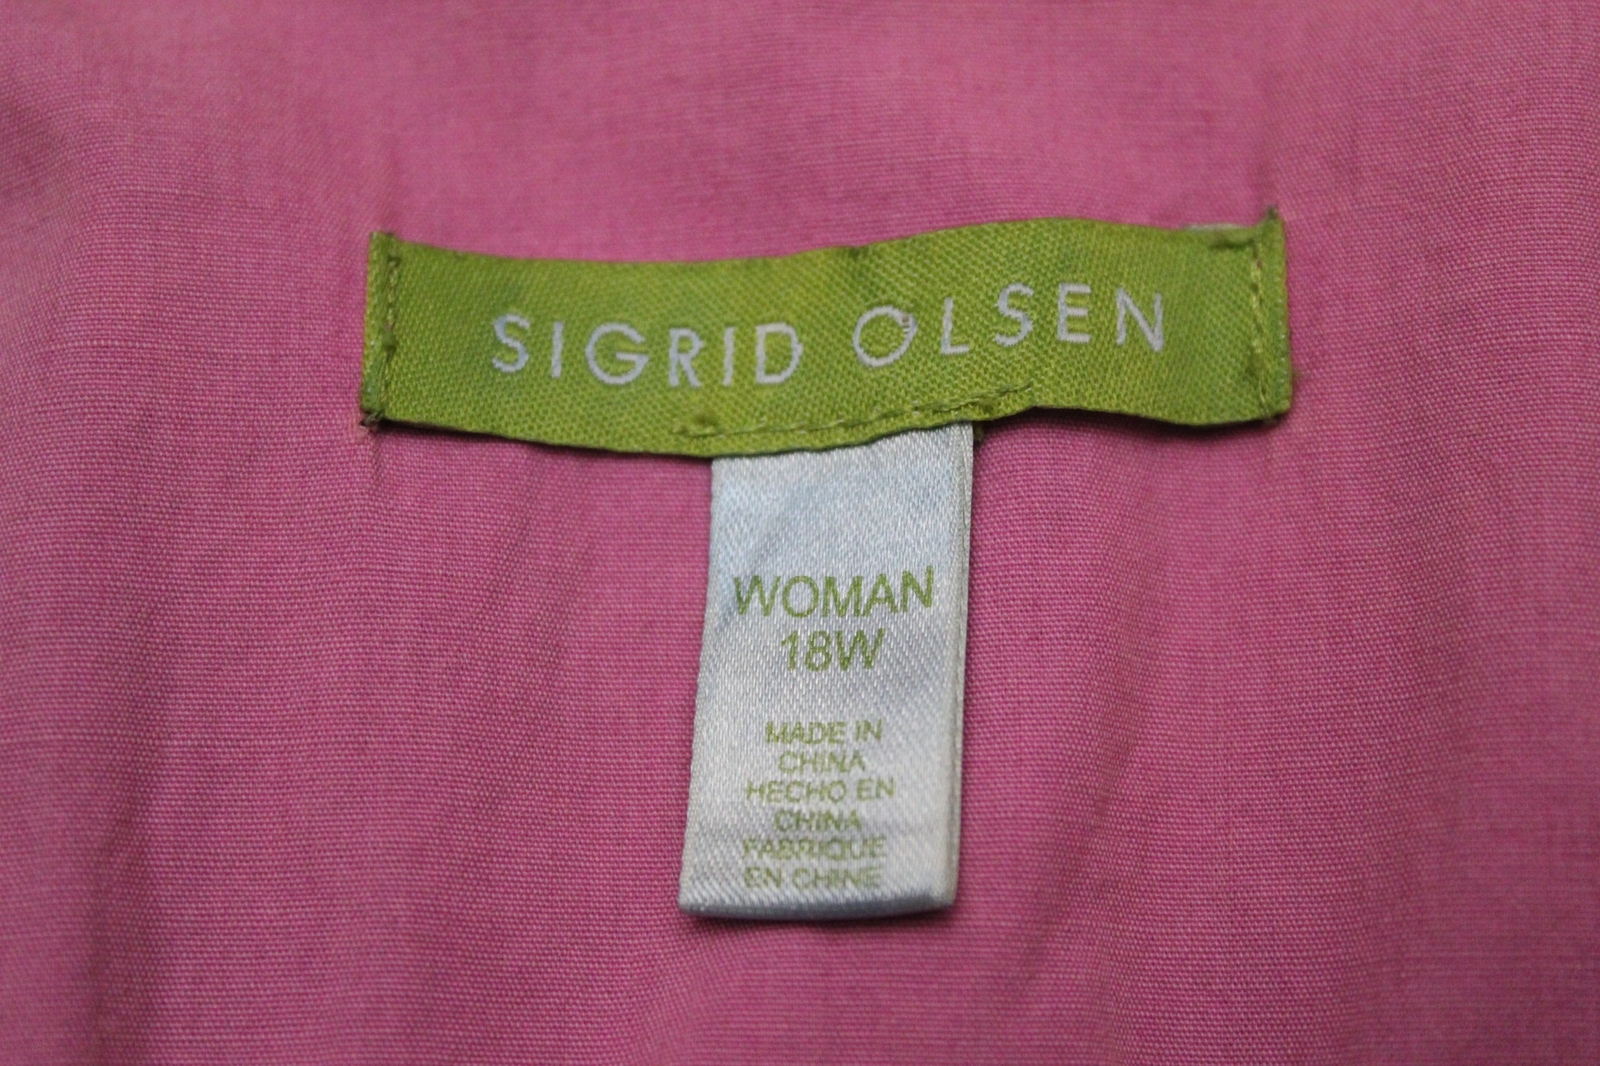 SIGRID OLSEN
WOMAN
18W
MADE IN
CHINA
HECHO EN
CHINA
FABRIQUE
EN CHINE